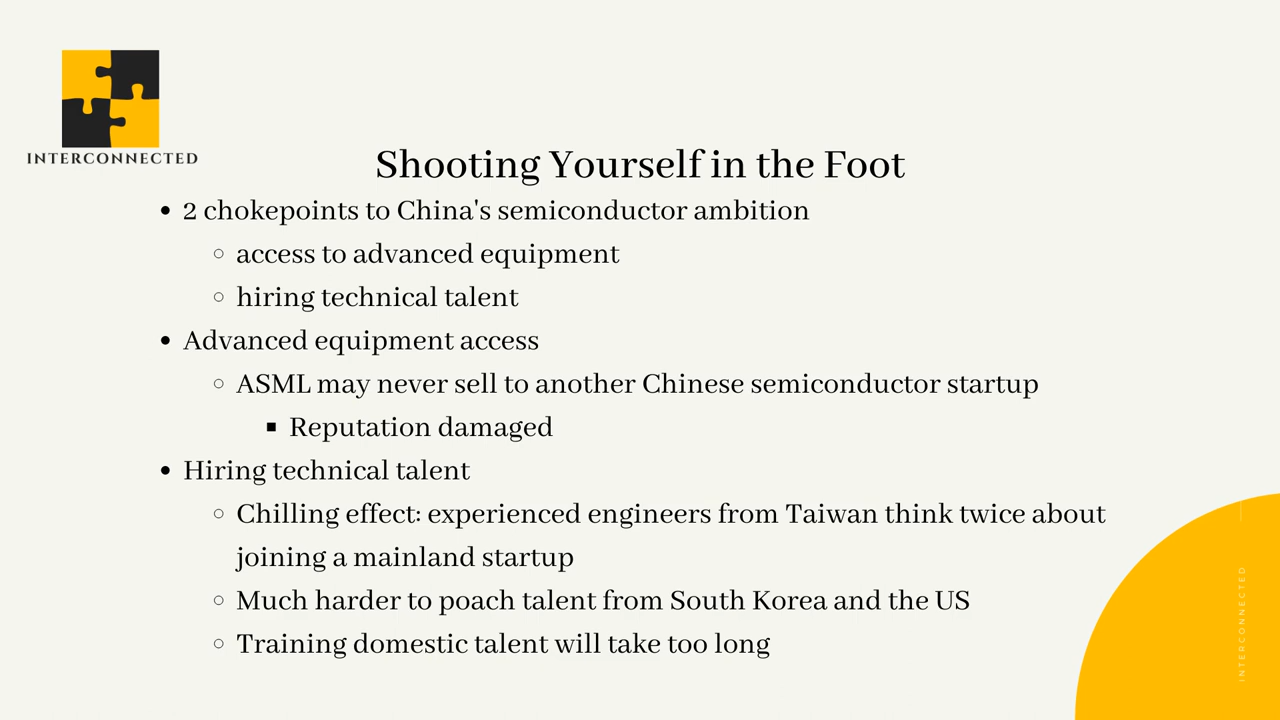 INTERCONNECTED
Shooting Yourself in the Foot
• 2 chokepoints to China's semiconductor ambition
○ access to advanced equipment
○ hiring technical talent
• Advanced equipment access
○ ASML may never sell to another Chinese semiconductor startup
▪ Reputation damaged
• Hiring technical talent
○ Chilling effect: experienced engineers from Taiwan think twice about
joining a mainland startup
○ Much harder to poach talent from South Korea and the US
○ Training domestic talent will take too long
INTERCONNECTED